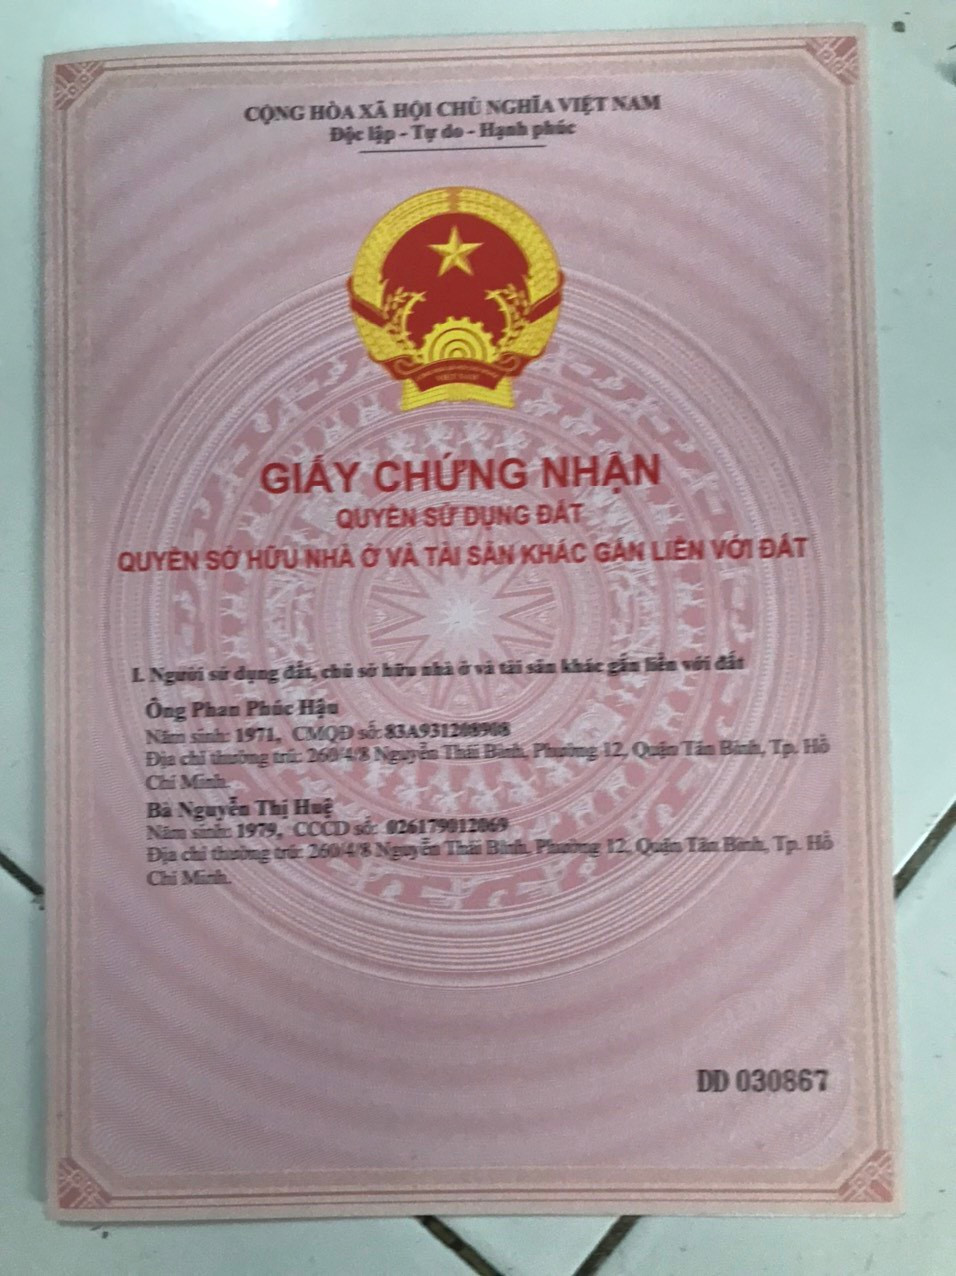 CỘNG HÒA XÃ HỘI CHỦ NGHĨA VIỆT NAM
Độc lập - Tự do - Hạnh phúc
GIẤY CHỨNG NHẬN
QUYỀN SỬ DỤNG ĐẤT
QUYỀN SỞ HỮU NHÀ Ở VÀ TÀI SẢN KHÁC GẮN LIỀN VỚI ĐẤT
I. Người sử dụng đất, chủ sở hữu nhà ở và tài sản khác gắn liền với đất
Ông Phan Phúc Hậu
Năm sinh: 1971, CMQĐ số: 83A931208908
Địa chỉ thường trú: 260/4/8 Nguyễn Thái Bình, Phường 12, Quận Tân Bình, Tp. Hồ
Chí Minh.
Bà Nguyễn Thị Huệ
Năm sinh: 1979, CCCD số: 026179012069
Địa chỉ thường trú: 260/4/8 Nguyễn Thái Bình, Phường 12, Quận Tân Bình, Tp. Hồ
Chí Minh.
DD 030867